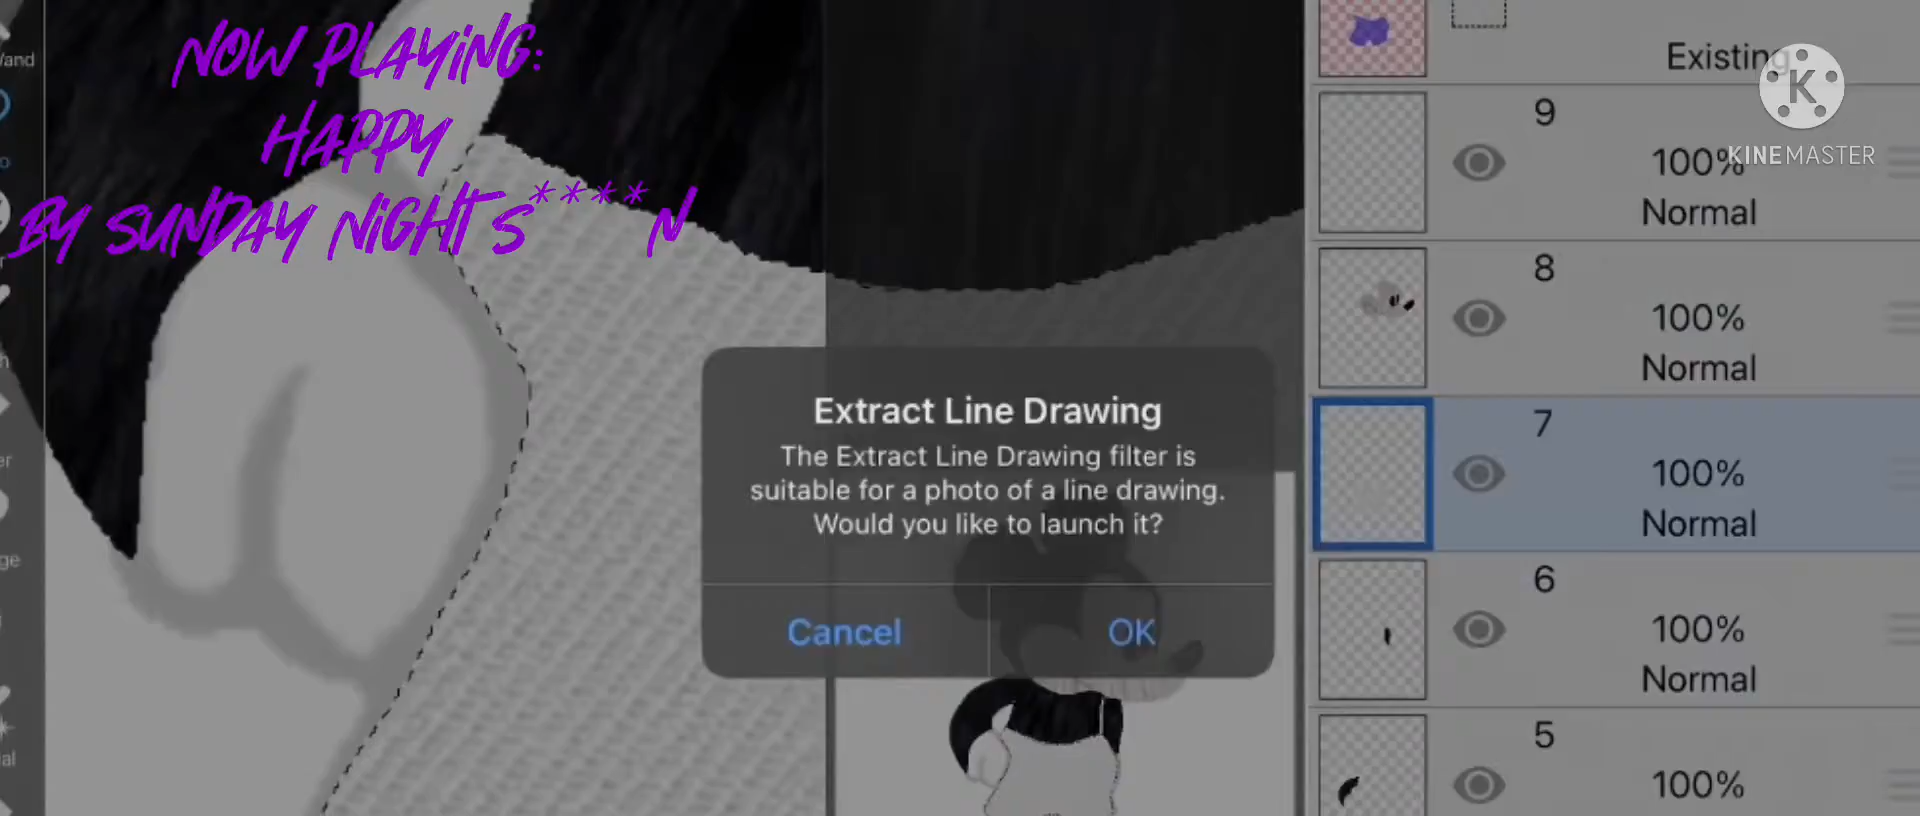 NOW PLAYING:
HAPPY
BY SUNDAY NIGHT S****N
Extract Line Drawing
The Extract Line Drawing filter is
suitable for a photo of a line drawing.
Would you like to launch it?
Cancel
OK
Existing
KINEMASTER
9
100%
Normal
8
100%
Normal
7
100%
Normal
6
100%
Normal
5
100%